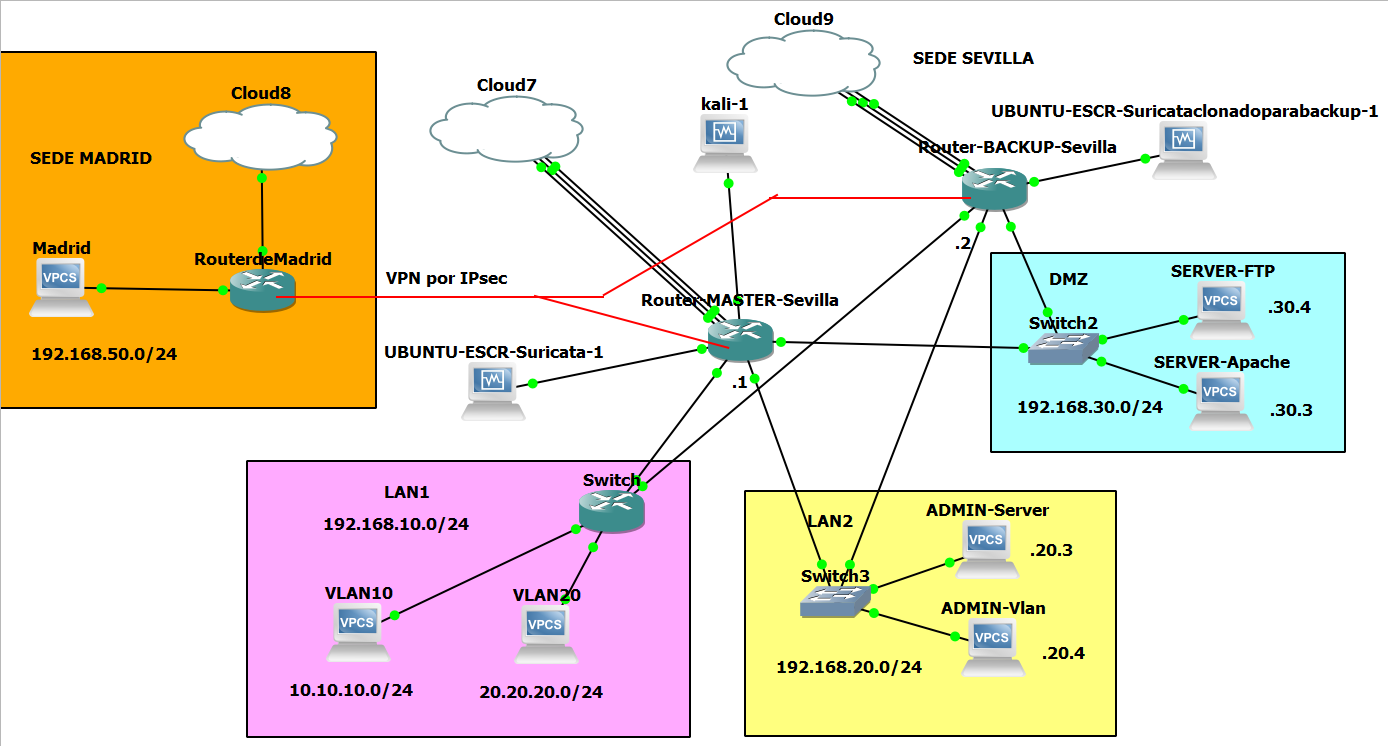 Cloud9
SEDE SEVILLA
Cloud7
Cloud8
kali-1
UBUNTU-ESCR-Suricataclonadoparabackup-1
Router-BACKUP-Sevilla
SEDE MADRID
.2
Madrid
VPCS
RouterdeMadrid
VPN por IPsec
Router-MASTER-Sevilla
DMZ
SERVER-FTP
VPCS
.30.4
Switch2
192.168.50.0/24
UBUNTU-ESCR-Suricata-1
.1
SERVER-Apache
VPCS
192.168.30.0/24
.30.3
LAN1
Switch
192.168.10.0/24
LAN2
ADMIN-Server
VPCS
.20.3
Switch3
VLAN10
VPCS
VLAN20
VPCS
ADMIN-Vlan
VPCS
.20.4
192.168.20.0/24
10.10.10.0/24
20.20.20.0/24